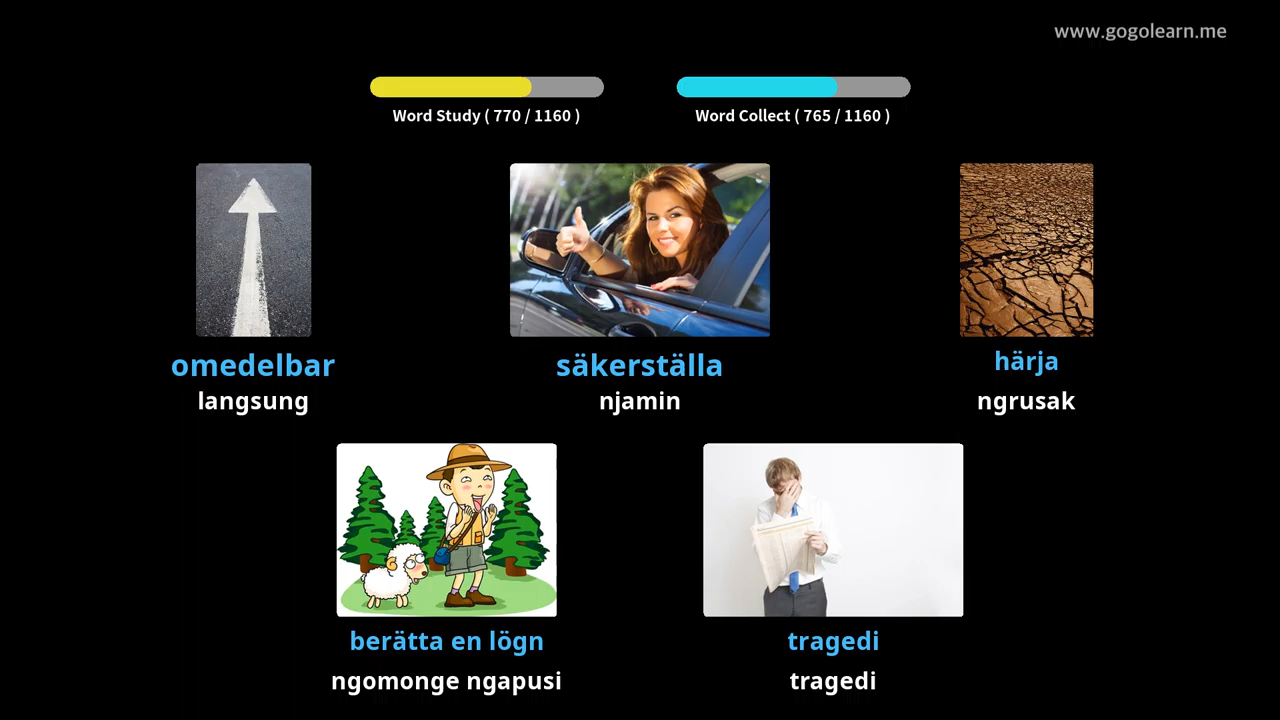 www.gogolearn.me
Word Study ( 770 / 1160 )
Word Collect ( 765 / 1160 )
omedelbar
langsung
säkerställa
njamin
härja
ngrusak
berätta en lögn
ngomonge ngapusi
tragedi
tragedi